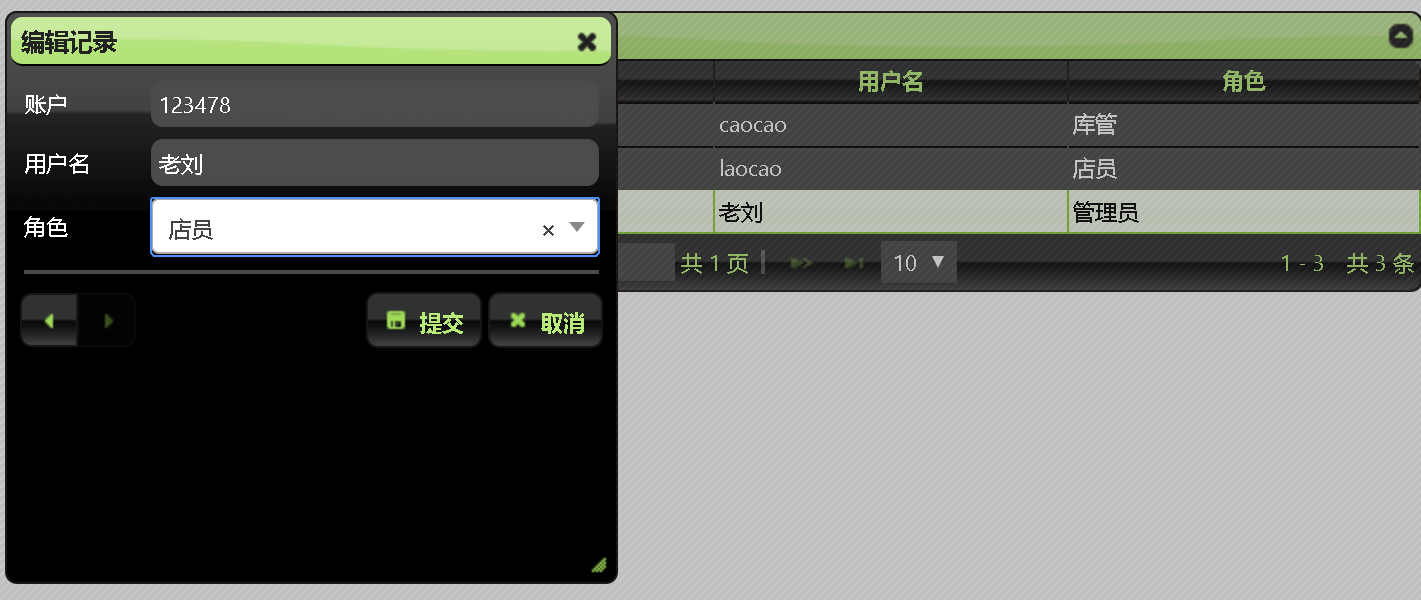 编辑记录
账户 123478
用户名 老刘
角色 店员 ×
提交 取消
用户名 角色
caocao 库管
laocao 店员
老刘 管理员
共 1 页 10 1 - 3 共 3 条